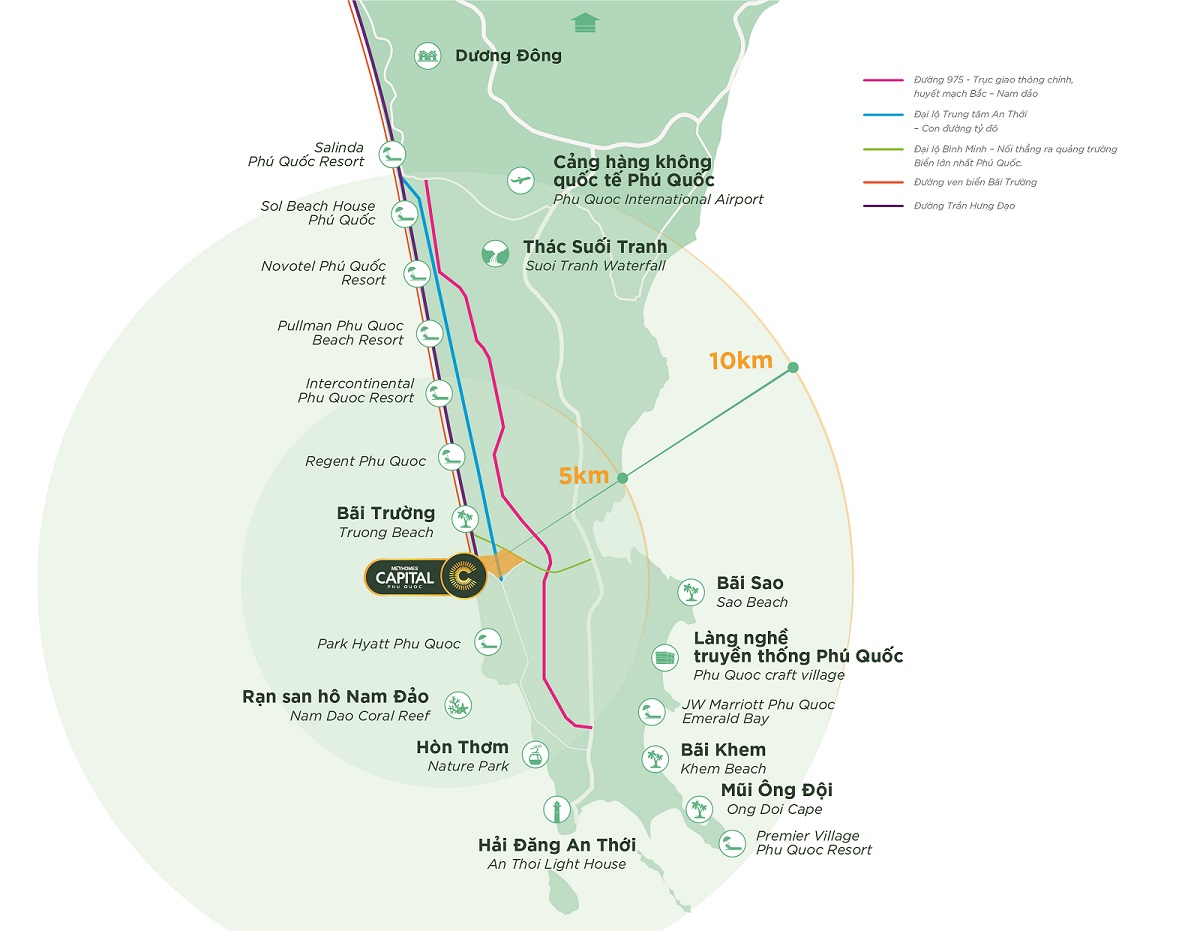 Dương Đông
Đường 975 - Trục giao thông chính,
huyết mạch Bắc – Nam đảo
Đại lộ Trung tâm An Thới
– Con đường tỷ đô
Đại lộ Bình Minh – Nối thẳng ra quảng trường
Biển lớn nhất Phú Quốc.
Đường ven biển Bãi Trường
Đường Trần Hưng Đạo
Salinda
Phú Quốc Resort
Cảng hàng không
quốc tế Phú Quốc
Phu Quoc International Airport
Sol Beach House
Phú Quốc
Thác Suối Tranh
Suoi Tranh Waterfall
Novotel Phú Quốc
Resort
Pullman Phu Quoc
Beach Resort
10km
Intercontinental
Phu Quoc Resort
Regent Phu Quoc
5km
Bãi Trường
Truong Beach
MEYHOMES
CAPITAL
PHU QUOC
C
Bãi Sao
Sao Beach
Park Hyatt Phu Quoc
Làng nghề
truyền thống Phú Quốc
Phu Quoc craft village
Rạn san hô Nam Đảo
Nam Dao Coral Reef
JW Marriott Phu Quoc
Emerald Bay
Hòn Thơm
Nature Park
Bãi Khem
Khem Beach
Mũi Ông Đội
Ong Doi Cape
Hải Đăng An Thới
An Thoi Light House
Premier Village
Phu Quoc Resort